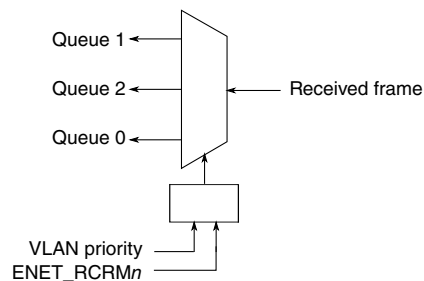 Queue 1
Queue 2
Received frame
Queue 0
VLAN priority
ENET_RCRMn